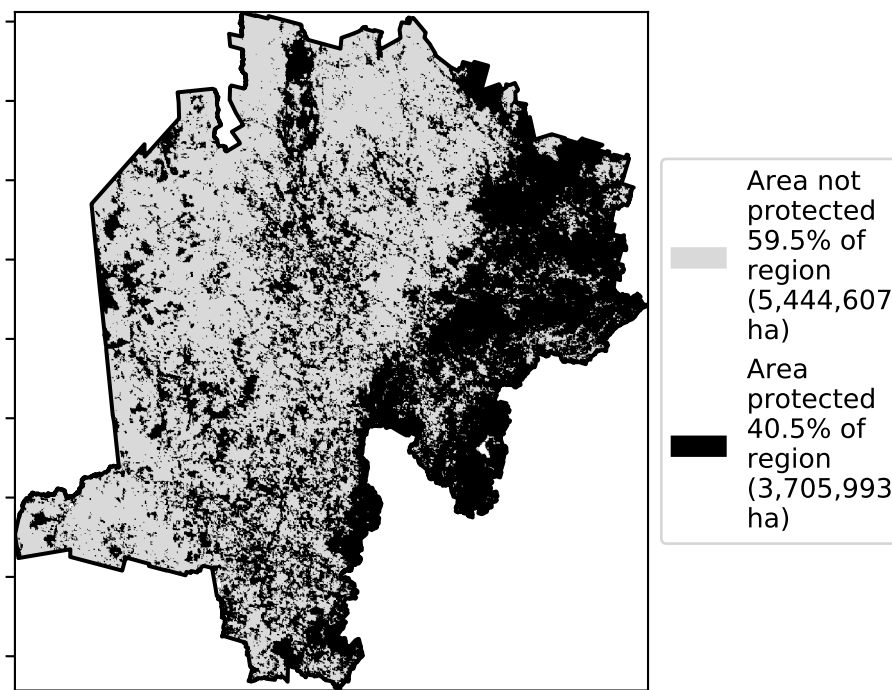 Area not
protected
59.5% of
region
(5,444,607
ha)
Area
protected
40.5% of
region
(3,705,993
ha)